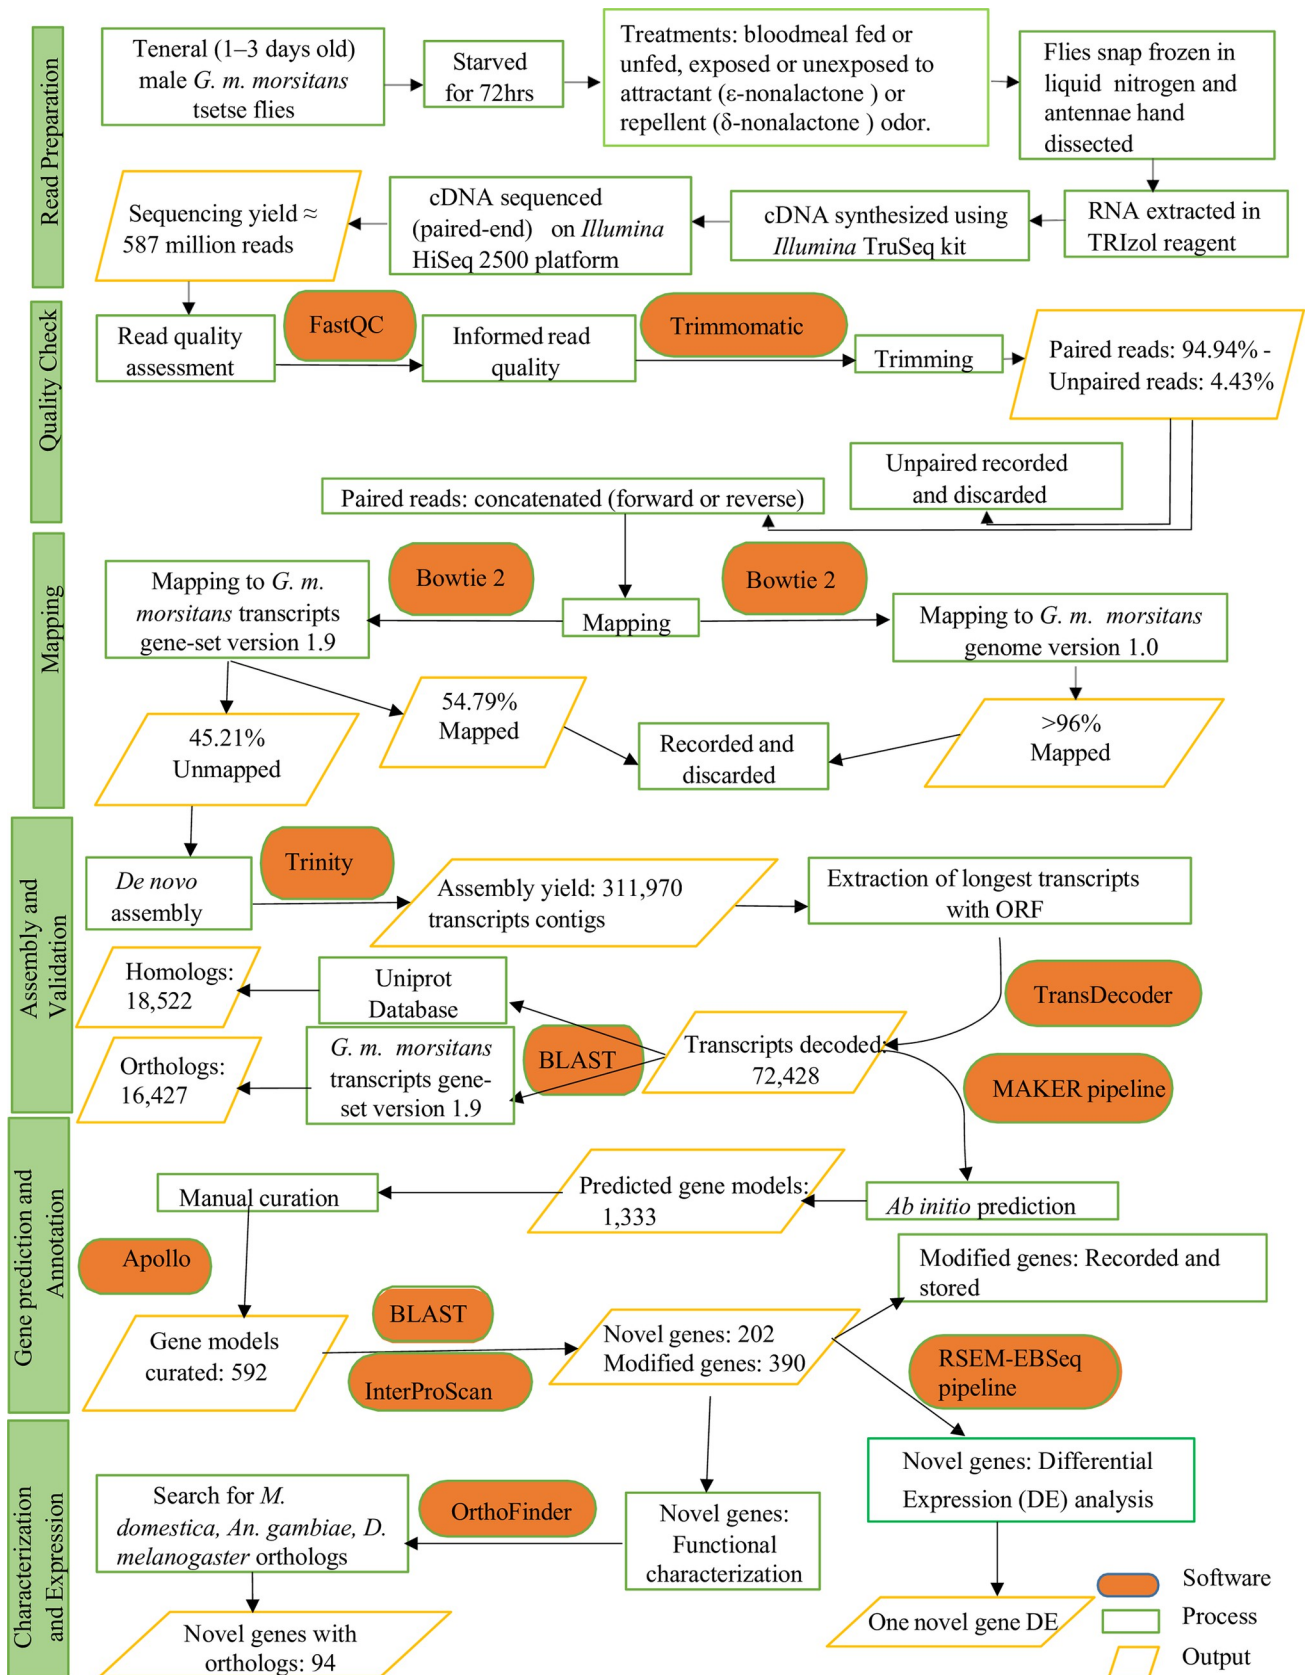 Read Preparation
Teneral (1–3 days old)
male G. m. morsitans
tsetse flies
Starved
for 72hrs
Treatments: bloodmeal fed or
unfed, exposed or unexposed to
attractant (ε-nonalactone ) or
repellent (δ-nonalactone ) odor.
Flies snap frozen in
liquid nitrogen and
antennae hand
dissected
RNA extracted in
TRIzol reagent
cDNA synthesized using
Illumina TruSeq kit
cDNA sequenced
(paired-end) on Illumina
HiSeq 2500 platform
Sequencing yield ≈
587 million reads
Quality Check
Read quality
assessment
FastQC
Informed read
quality
Trimmomatic
Trimming
Paired reads: 94.94% -
Unpaired reads: 4.43%
Unpaired recorded
and discarded
Paired reads: concatenated (forward or reverse)
Mapping
Mapping to G. m.
morsitans transcripts
gene-set version 1.9
Bowtie 2
Mapping
Bowtie 2
Mapping to G. m. morsitans
genome version 1.0
45.21%
Unmapped
54.79%
Mapped
Recorded and
discarded
>96%
Mapped
Assembly and
Validation
De novo
assembly
Trinity
Assembly yield: 311,970
transcripts contigs
Extraction of longest transcripts
with ORF
TransDecoder
Transcripts decoded:
72,428
BLAST
Uniprot
Database
Homologs:
18,522
G. m. morsitans
transcripts gene-
set version 1.9
Orthologs:
16,427
MAKER pipeline
Gene prediction and
Annotation
Ab initio prediction
Predicted gene models:
1,333
Manual curation
Apollo
Gene models
curated: 592
BLAST
InterProScan
Novel genes: 202
Modified genes: 390
Modified genes: Recorded and
stored
RSEM-EBSeq
pipeline
Characterization
and Expression
Novel genes: Differential
Expression (DE) analysis
One novel gene DE
Novel genes:
Functional
characterization
OrthoFinder
Search for M.
domestica, An. gambiae, D.
melanogaster orthologs
Novel genes with
orthologs: 94
Software
Process
Output